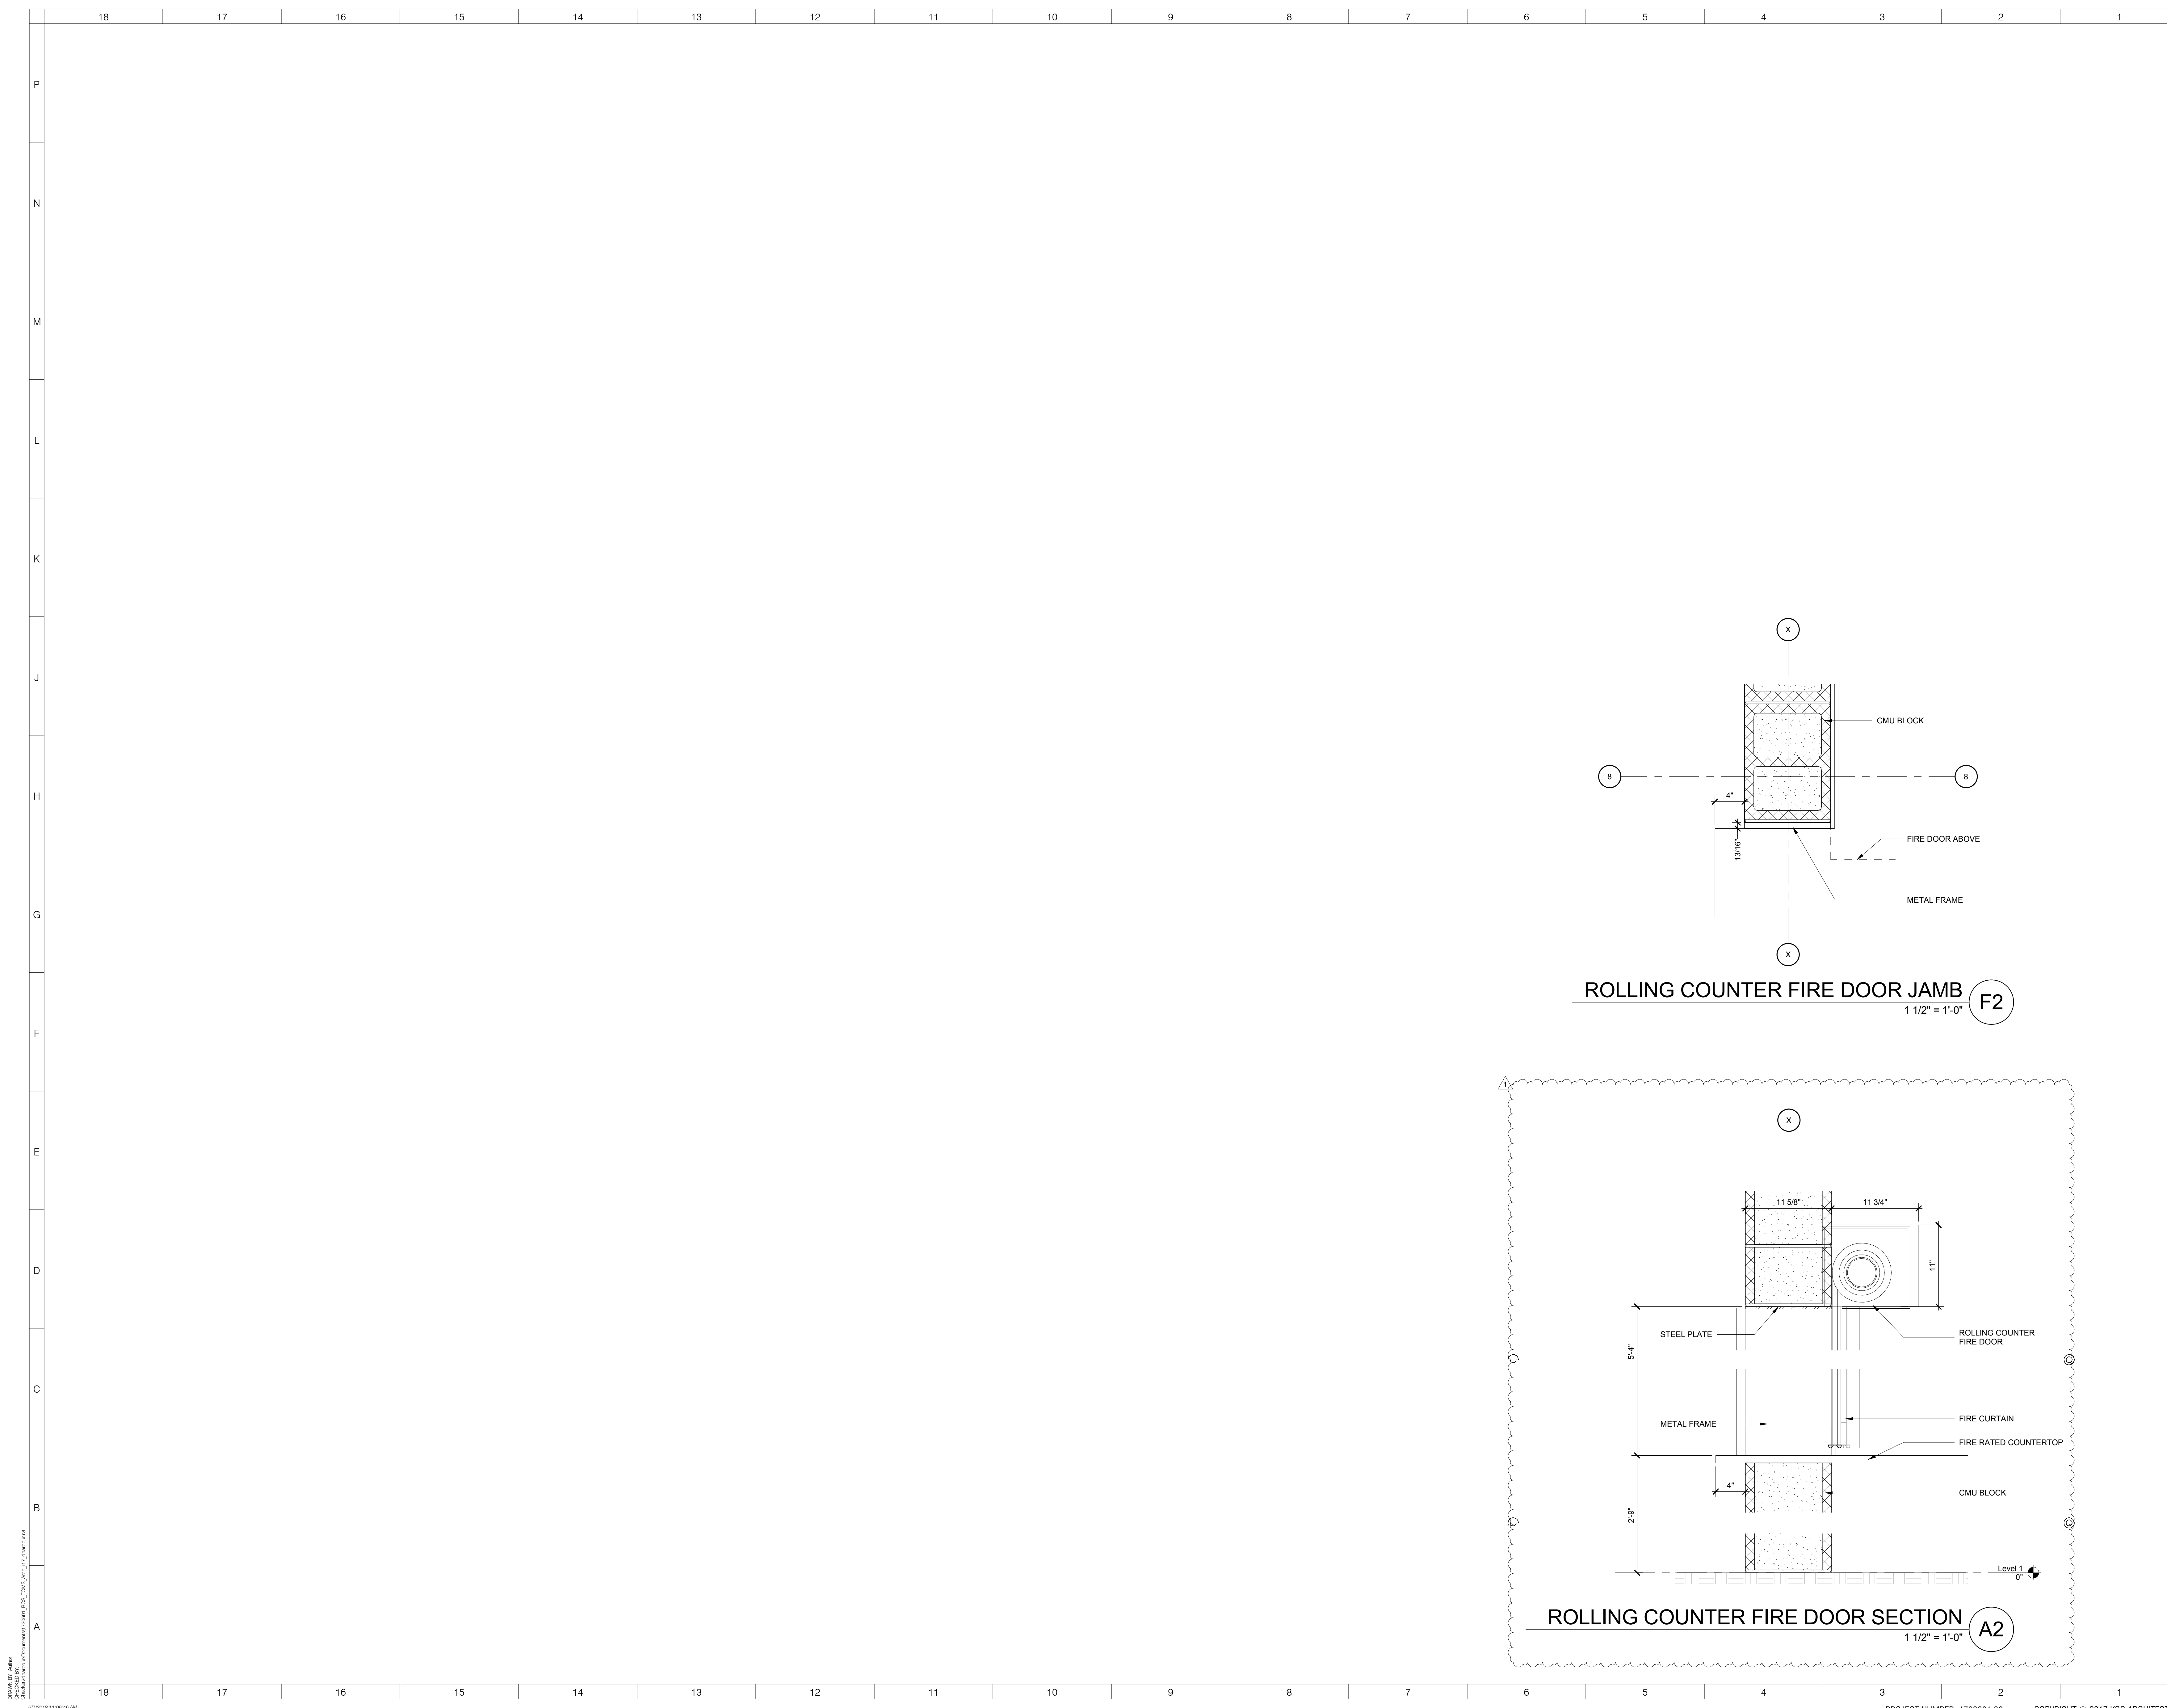 18 17 16 15 14 13 12 11 10 9 8 7 6 5 4 3 2 1
P
N
M
L
K
J
H
G
F
E
D
C
B
A
X
CMU BLOCK
8
8
4"
13/16"
FIRE DOOR ABOVE
METAL FRAME
X
ROLLING COUNTER FIRE DOOR JAMB
F2
1 1/2" = 1'-0"
1
X
11 5/8"
11 3/4"
11"
STEEL PLATE
ROLLING COUNTER
FIRE DOOR
5'-4"
METAL FRAME
FIRE CURTAIN
FIRE RATED COUNTERTOP
4"
CMU BLOCK
2'-9"
Level 1
0"
ROLLING COUNTER FIRE DOOR SECTION
A2
1 1/2" = 1'-0"
DRAWN BY: Author
CHECKED BY:
18 17 16 15 14 13 12 11 10 9 8 7 6 5 4 3 2 1